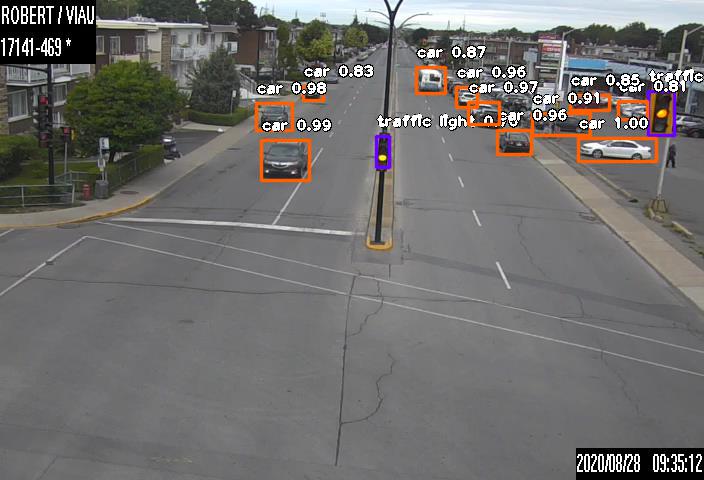 ROBERT / VIAU
17141-469 *
car 0.87
car 0.83
car 0.96
car 0.98
car 0.97
car 0.85
car 0.81
traffic
car 0.91
car 0.96
car 0.99
traffic light 0.
car 1.00
2020/08/28 09:35:12